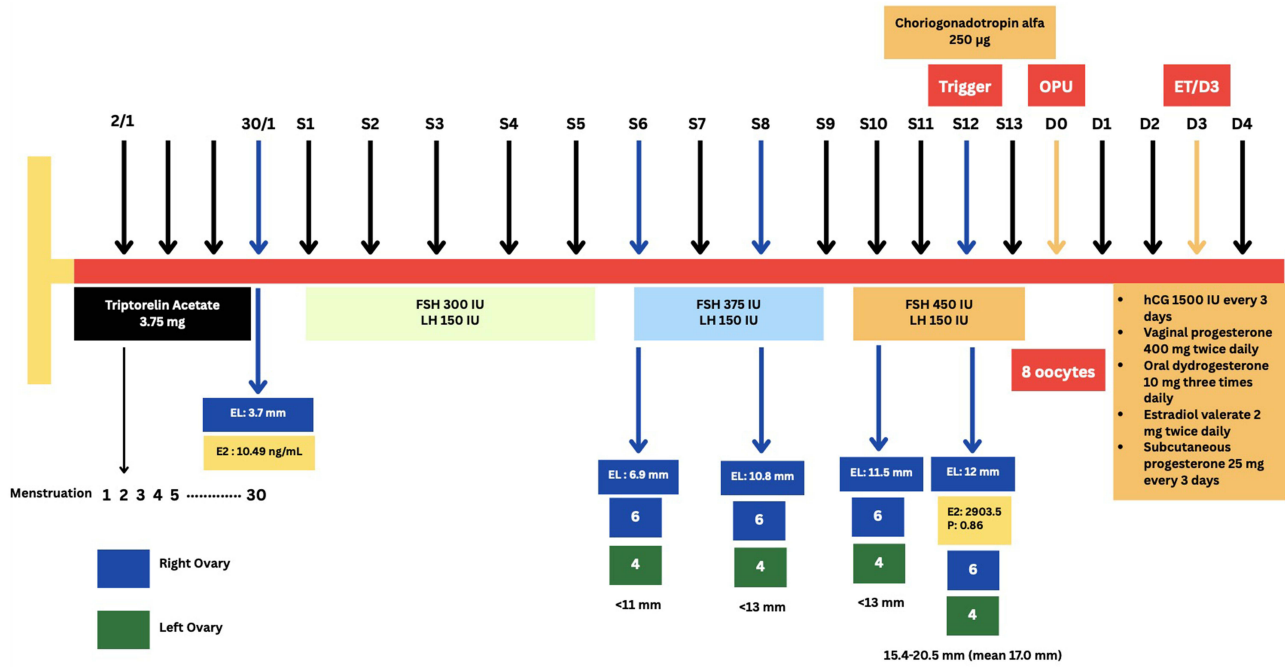 Choriogonadotropin alfa
250 µg
Trigger
OPU
ET/D3
2/1
30/1
S1
S2
S3
S4
S5
S6
S7
S8
S9
S10
S11
S12
S13
D0
D1
D2
D3
D4
Triptorelin Acetate
3.75 mg
FSH 300 IU
LH 150 IU
FSH 375 IU
LH 150 IU
FSH 450 IU
LH 150 IU
8 oocytes
• hCG 1500 IU every 3
days
• Vaginal progesterone
400 mg twice daily
• Oral dydrogesterone
10 mg three times
daily
• Estradiol valerate 2
mg twice daily
• Subcutaneous
progesterone 25 mg
every 3 days
EL: 3.7 mm
E2 : 10.49 ng/mL
Menstruation 1 2 3 4 5 ............. 30
EL : 6.9 mm
6
4
<11 mm
EL: 10.8 mm
6
4
<13 mm
EL: 11.5 mm
6
4
<13 mm
EL: 12 mm
E2: 2903.5
P: 0.86
6
4
15.4-20.5 mm (mean 17.0 mm)
Right Ovary
Left Ovary